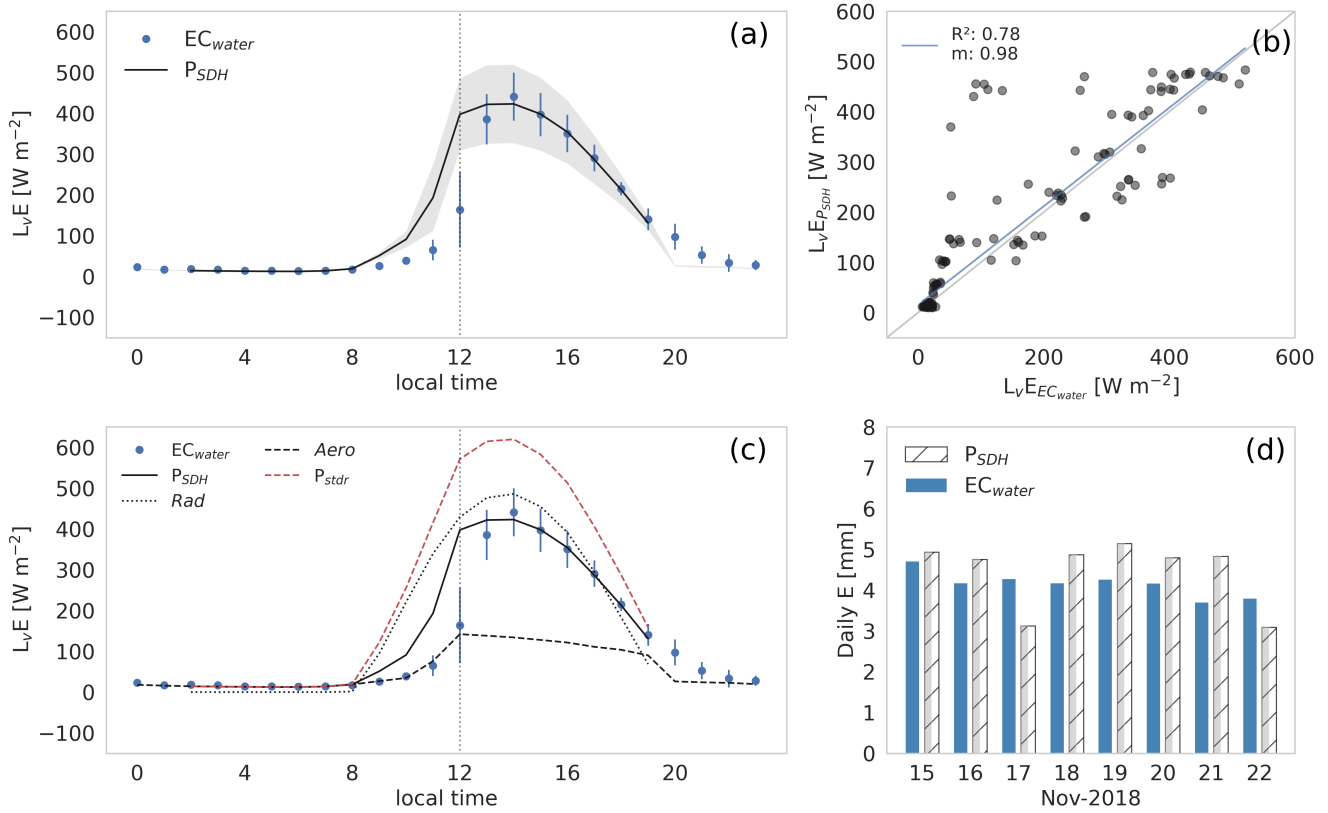 (a)
EC_water
P_SDH
600
500
400
300
200
100
0
−100
L_vE [W m⁻²]
0 4 8 12 16 20
local time
(b)
R²: 0.78
m: 0.98
600
500
400
300
200
100
0
L_vE_P_SDH [W m⁻²]
0 200 400 600
L_vE_EC_water [W m⁻²]
(c)
EC_water
P_SDH
Rad
Aero
P_stdr
600
500
400
300
200
100
0
−100
L_vE [W m⁻²]
0 4 8 12 16 20
local time
(d)
P_SDH
EC_water
8
7
6
5
4
3
2
1
0
Daily E [mm]
15 16 17 18 19 20 21 22
Nov-2018